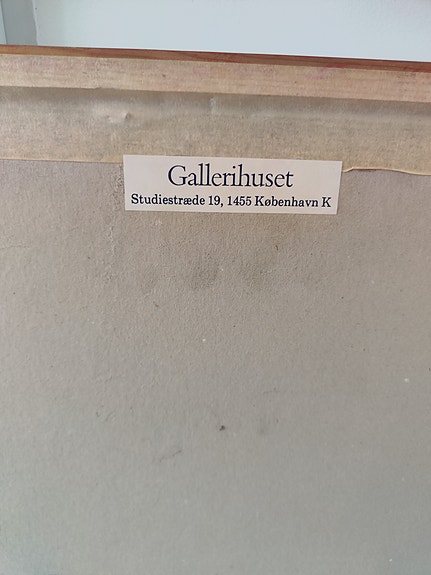 Gallerihuset
Studiestræde 19, 1455 København K